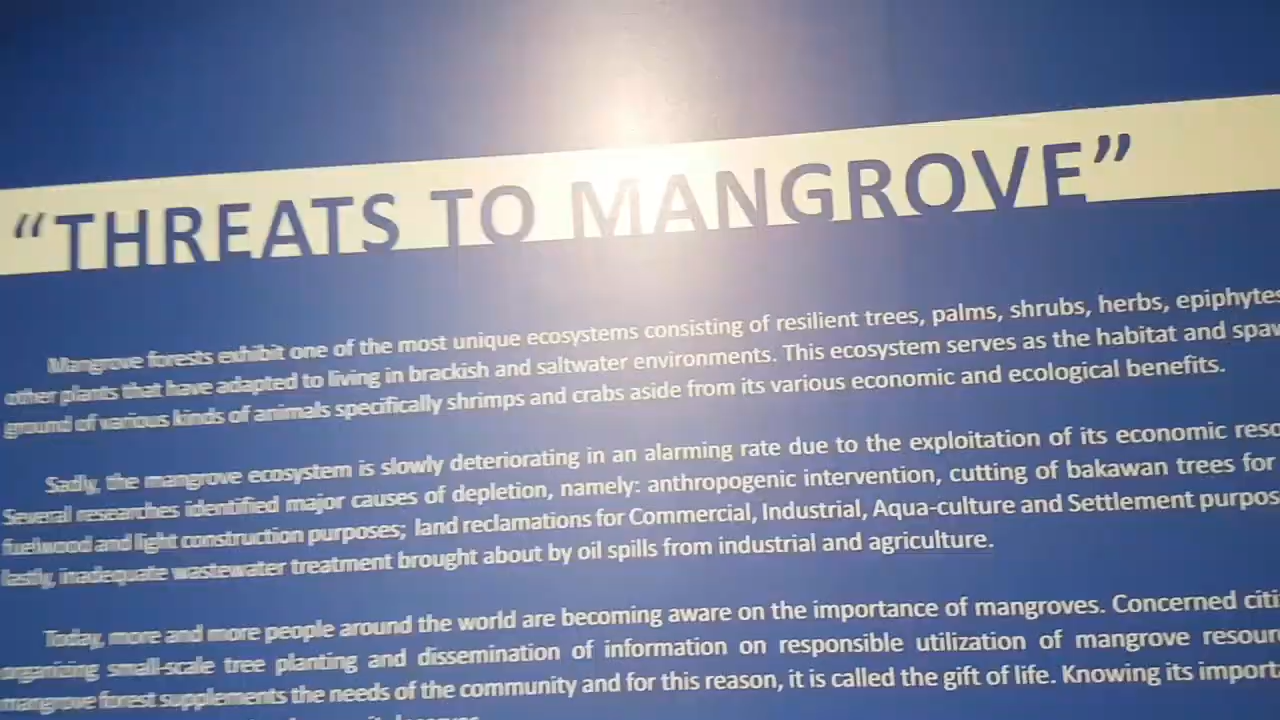 “THREATS TO MANGROVE”
Mangrove forests exhibit one of the most unique ecosystems consisting of resilient trees, palms, shrubs, herbs, epiphytes
other plants that have adapted to living in brackish and saltwater environments. This ecosystem serves as the habitat and spaw
ground of various kinds of animals specifically shrimps and crabs aside from its various economic and ecological benefits.
Sadly, the mangrove ecosystem is slowly deteriorating in an alarming rate due to the exploitation of its economic reso
Several researches identified major causes of depletion, namely: anthropogenic intervention, cutting of bakawan trees for
fuelwood and light construction purposes; land reclamations for Commercial, Industrial, Aqua-culture and Settlement purpos
lastly, inadequate wastewater treatment brought about by oil spills from industrial and agriculture.
Today, more and more people around the world are becoming aware on the importance of mangroves. Concerned citi
organizing small-scale tree planting and dissemination of information on responsible utilization of mangrove resour
mangrove forest supplements the needs of the community and for this reason, it is called the gift of life. Knowing its import